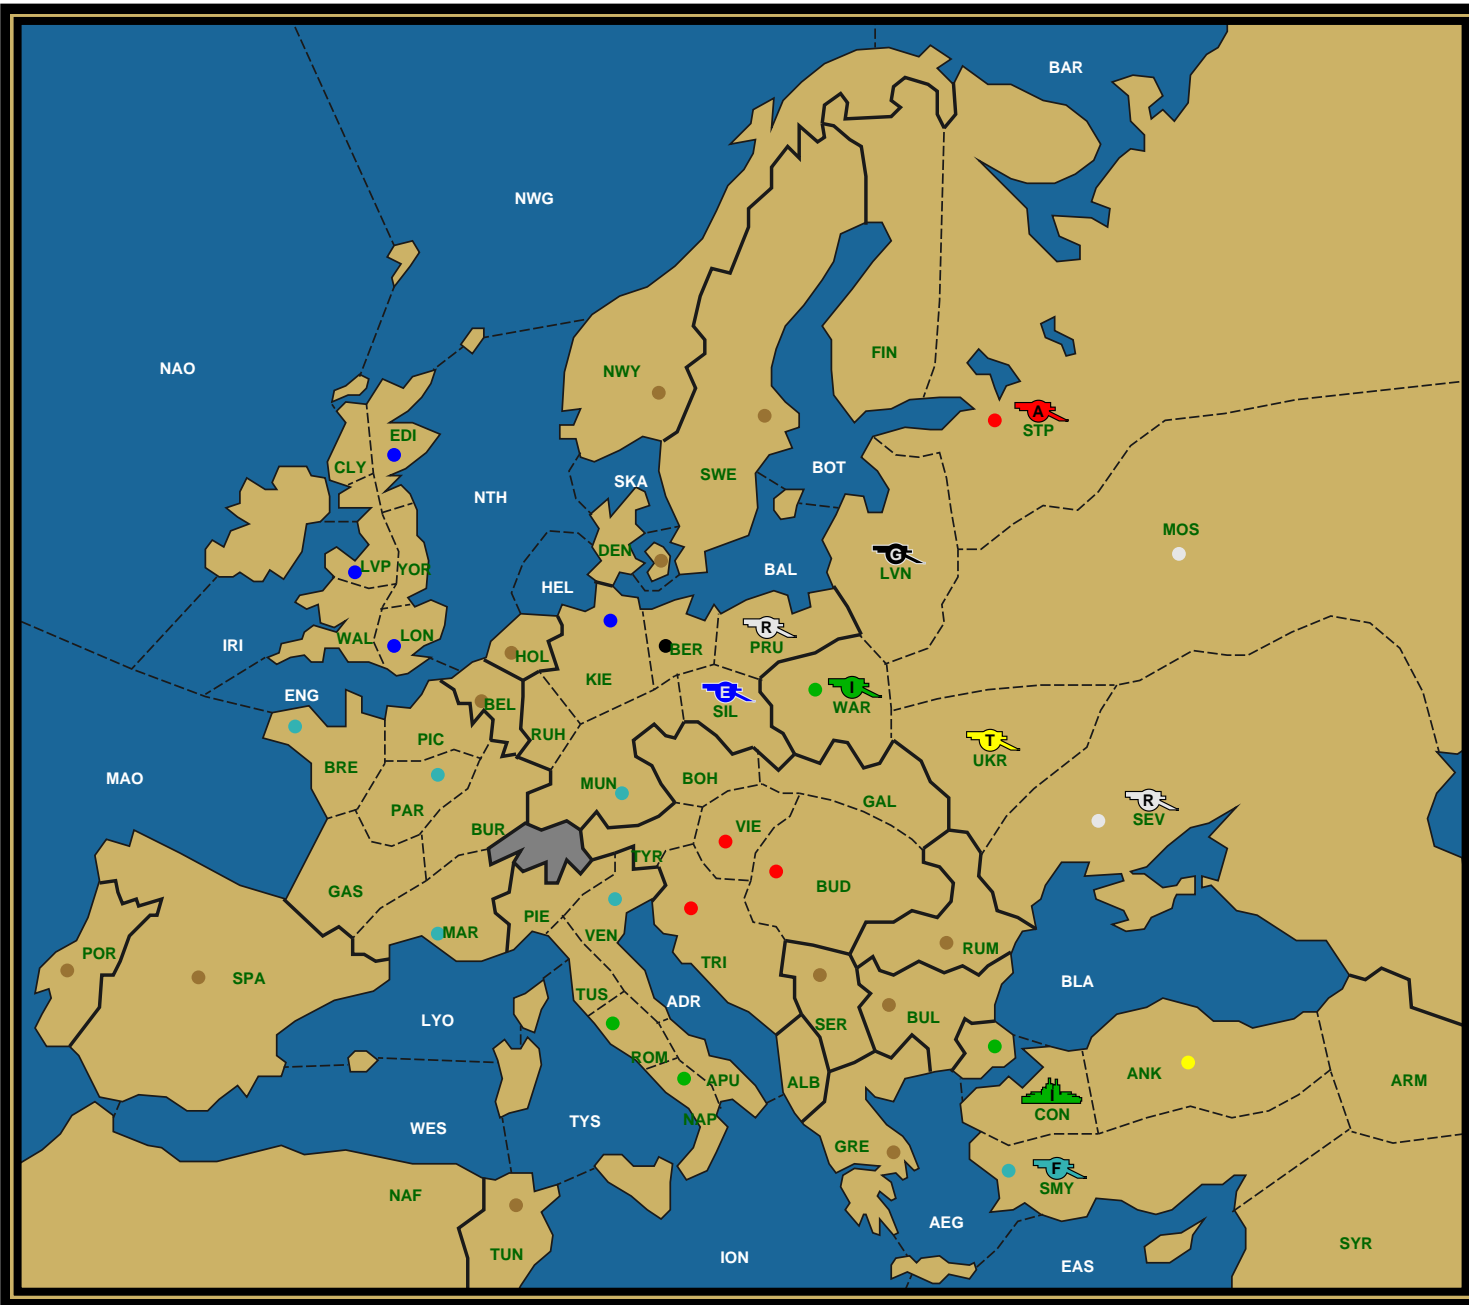 BAR
NWG
NAO
FIN
NWY
A
STP
EDI
CLY
SKA
BOT
SWE
NTH
MOS
DEN
G
LVN
LVP
YOR
HEL
BAL
IRI
WAL
LON
R
PRU
BER
HOL
KIE
ENG
BEL
E
SIL
I
WAR
PIC
RUH
T
UKR
BRE
MAO
MUN
BOH
PAR
GAL
R
SEV
BUR
VIE
TYR
GAS
BUD
PIE
MAR
VEN
POR
SPA
TRI
RUM
BLA
TUS
ADR
LYO
SER
BUL
ROM
ANK
APU
ALB
ARM
I
CON
WES
TYS
NAP
GRE
F
SMY
NAF
AEG
TUN
ION
EAS
SYR